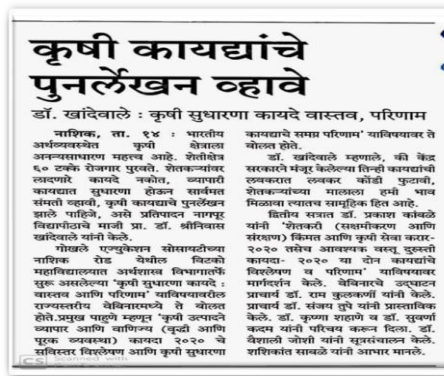 कृषी कायद्यांचे
पुनर्लेखन व्हावे
डॉ. खांदेवाले : कृषी सुधारणा कायदे वास्तव, परिणाम
नाशिक, ता. १४ : भारतीय
अर्थव्यवस्थेत कृषी क्षेत्राला
अनन्यसाधारण महत्त्व आहे. शेतीक्षेत्र
६० टक्के रोजगार पुरवते. शेतकऱ्यांवर
लादणारे कायदे नकोत, व्यापारी
कायद्यात सुधारणा होऊन सार्वमत
संमती व्हावी, कृषी कायद्याचे पुनर्लेखन
झाले पाहिजे, असे प्रतिपादन नागपूर
विद्यापीठाचे माजी प्रा. डॉ. श्रीनिवास
खांदेवाले यांनी केले.
गोखले एज्युकेशन सोसायटीच्या
नाशिक रोड येथील बिटको
महाविद्यालयात अर्थशास्त्र विभागातर्फे
सुरू असलेल्या 'कृषी सुधारणा कायदे :
वास्तव आणि परिणाम' याविषयावरील
राज्यस्तरीय वेबिनारमध्ये ते बोलत
होते.प्रमुख पाहुणे म्हणून 'कृषी उत्पादने
व्यापार आणि वाणिज्य (वृद्धी आणि
पूरक व्यवस्था) कायदा २०२० चे
सविस्तर विश्लेषण आणि कृषी सुधारणा
कायद्याचे समग्र परिणाम' याविषयावर ते
बोलत होते.
डॉ. खांदेवाले म्हणाले, की केंद्र
सरकारने मंजूर केलेल्या तिन्ही कायद्यांची
लवकरात लवकर कोंडी फुटावी,
शेतकऱ्यांच्या मालाला हमी भाव
मिळावा त्यातच सामूहिक हित आहे.
द्वितीय सत्रात डॉ. प्रकाश कांबळे
यांनी 'शेतकरी (सक्षमीकरण आणि
संरक्षण) किंमत आणि कृषी सेवा करार-
२०२० तसेच आवश्यक वस्तू दुरुस्ती
कायदा- २०२० या दोन कायद्यांचे
विश्लेषण व परिणाम' याविषयावर
मार्गदर्शन केले. वेबिनारचे उद्‌घाटन
प्राचार्य डॉ. राम कुलकर्णी यांनी केले.
प्राचार्य डॉ. संजय तुपे यांनी प्रास्ताविक
केले. डॉ. कृष्णा शहाणे व डॉ. सुवर्णा
कदम यांनी परिचय करून दिला. डॉ.
वैशाली जोशी यांनी सूत्रसंचालन केले.
शशिकांत साबळे यांनी आभार मानले.
CS Scanned with